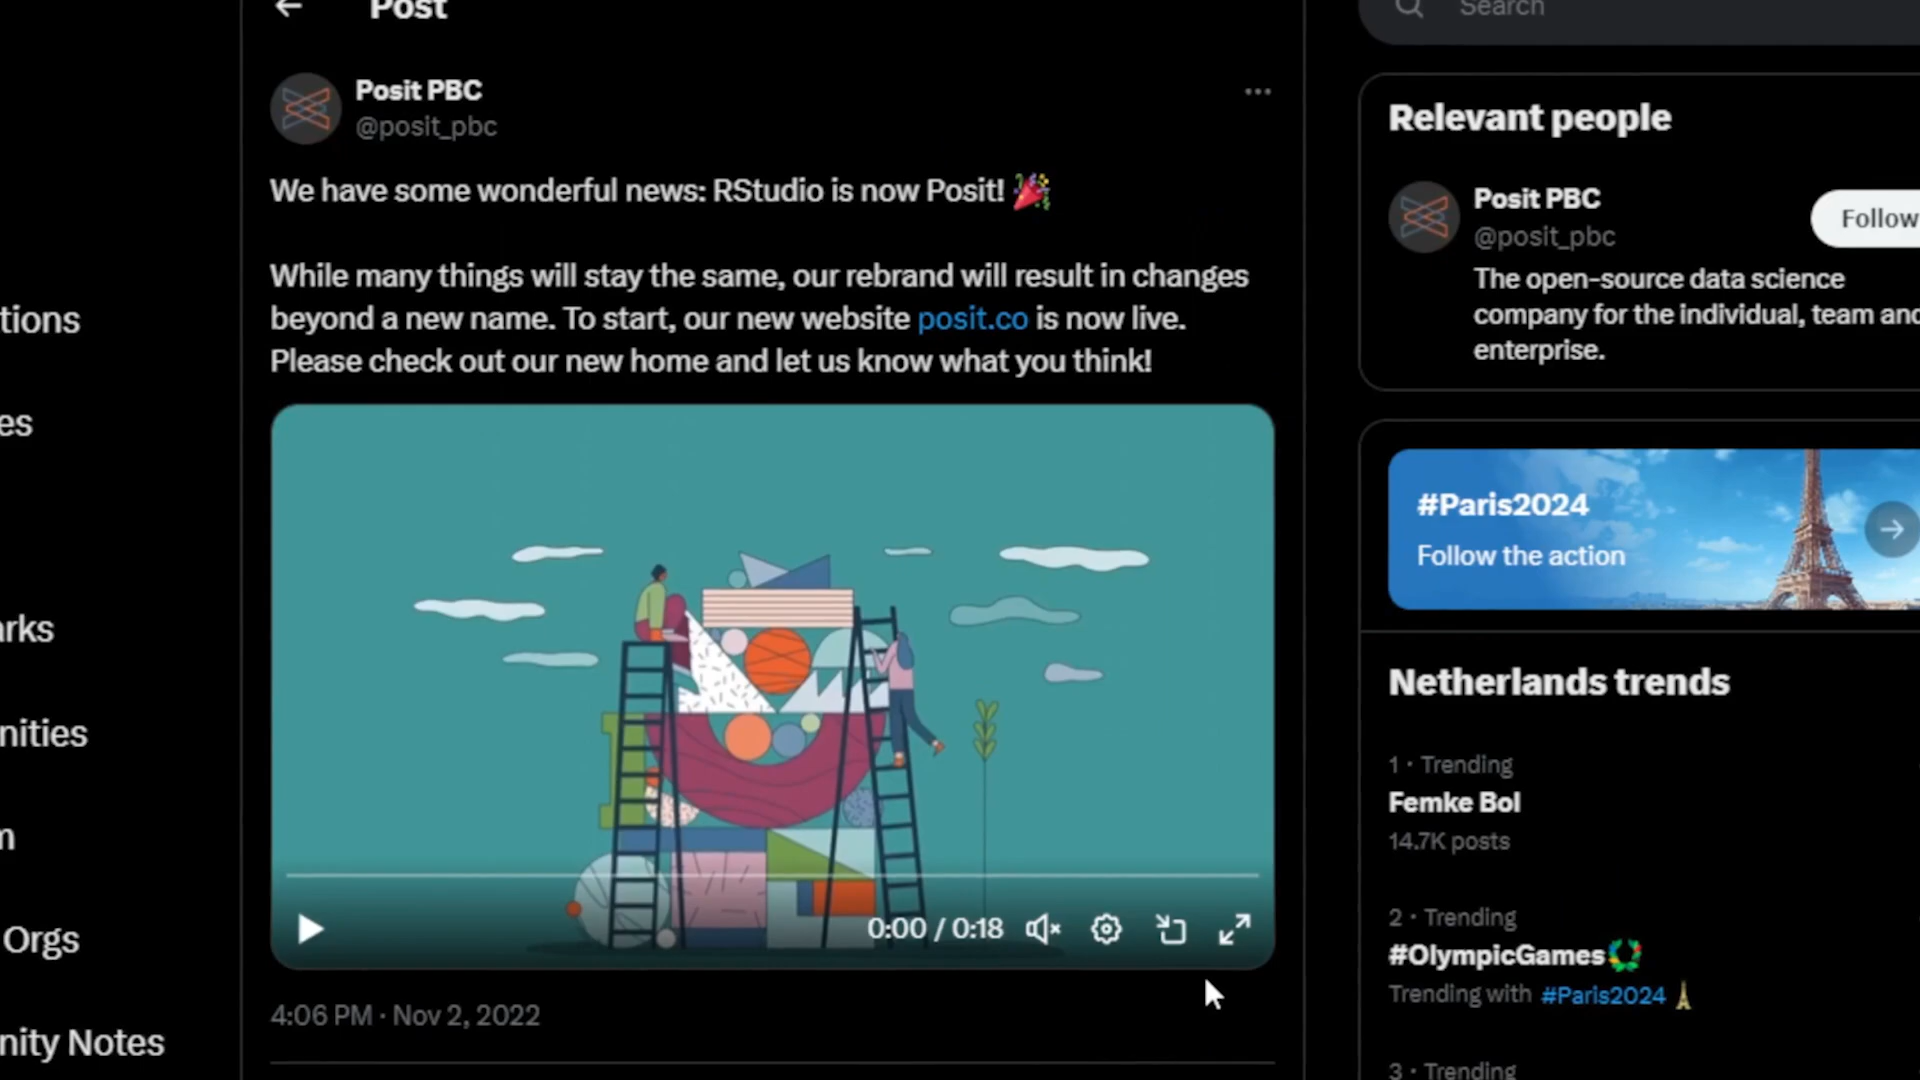 Post
Search
Posit PBC
@posit_pbc
We have some wonderful news: RStudio is now Posit! 🎉
While many things will stay the same, our rebrand will result in changes
beyond a new name. To start, our new website posit.co is now live.
Please check out our new home and let us know what you think!
0:00 / 0:18
4:06 PM · Nov 2, 2022
tions
es
arks
nities
m
Orgs
nity Notes
Relevant people
Posit PBC
@posit_pbc
Follow
The open-source data science
company for the individual, team and
enterprise.
#Paris2024
Follow the action
Netherlands trends
1 · Trending
Femke Bol
14.7K posts
2 · Trending
#OlympicGames
Trending with #Paris2024
3 · Trending